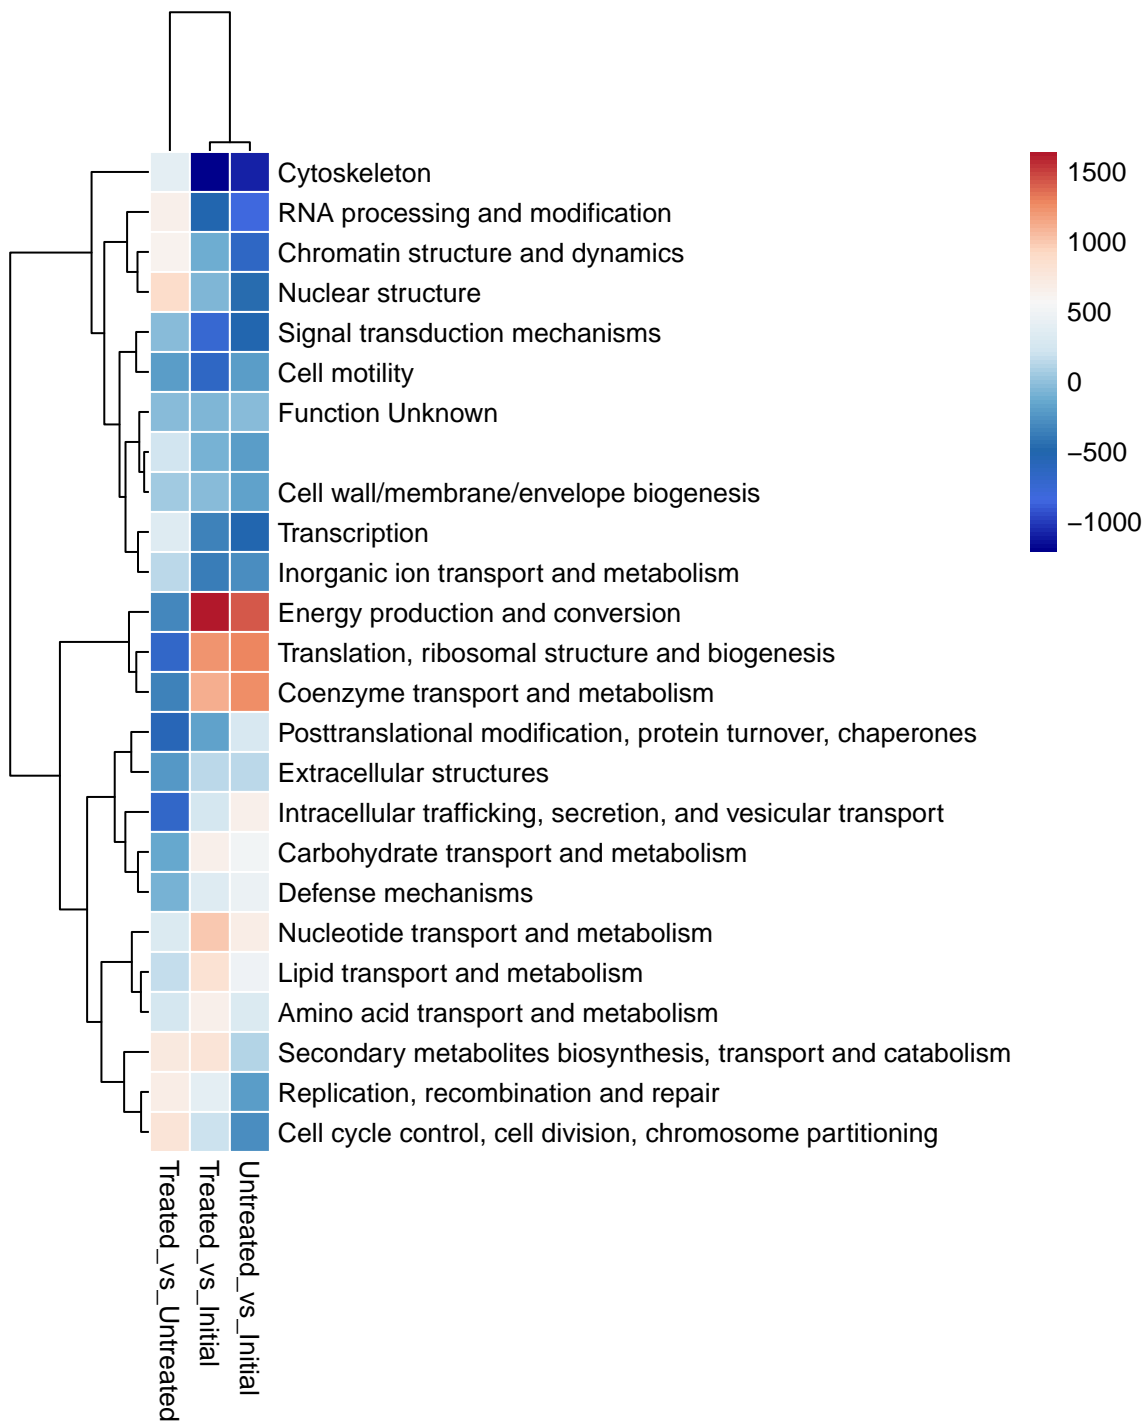 Cytoskeleton
RNA processing and modification
Chromatin structure and dynamics
Nuclear structure
Signal transduction mechanisms
Cell motility
Function Unknown
Cell wall/membrane/envelope biogenesis
Transcription
Inorganic ion transport and metabolism
Energy production and conversion
Translation, ribosomal structure and biogenesis
Coenzyme transport and metabolism
Posttranslational modification, protein turnover, chaperones
Extracellular structures
Intracellular trafficking, secretion, and vesicular transport
Carbohydrate transport and metabolism
Defense mechanisms
Nucleotide transport and metabolism
Lipid transport and metabolism
Amino acid transport and metabolism
Secondary metabolites biosynthesis, transport and catabolism
Replication, recombination and repair
Cell cycle control, cell division, chromosome partitioning
Treated_vs_Untreated
Treated_vs_Initial
Untreated_vs_Initial
1500
1000
500
0
−500
−1000